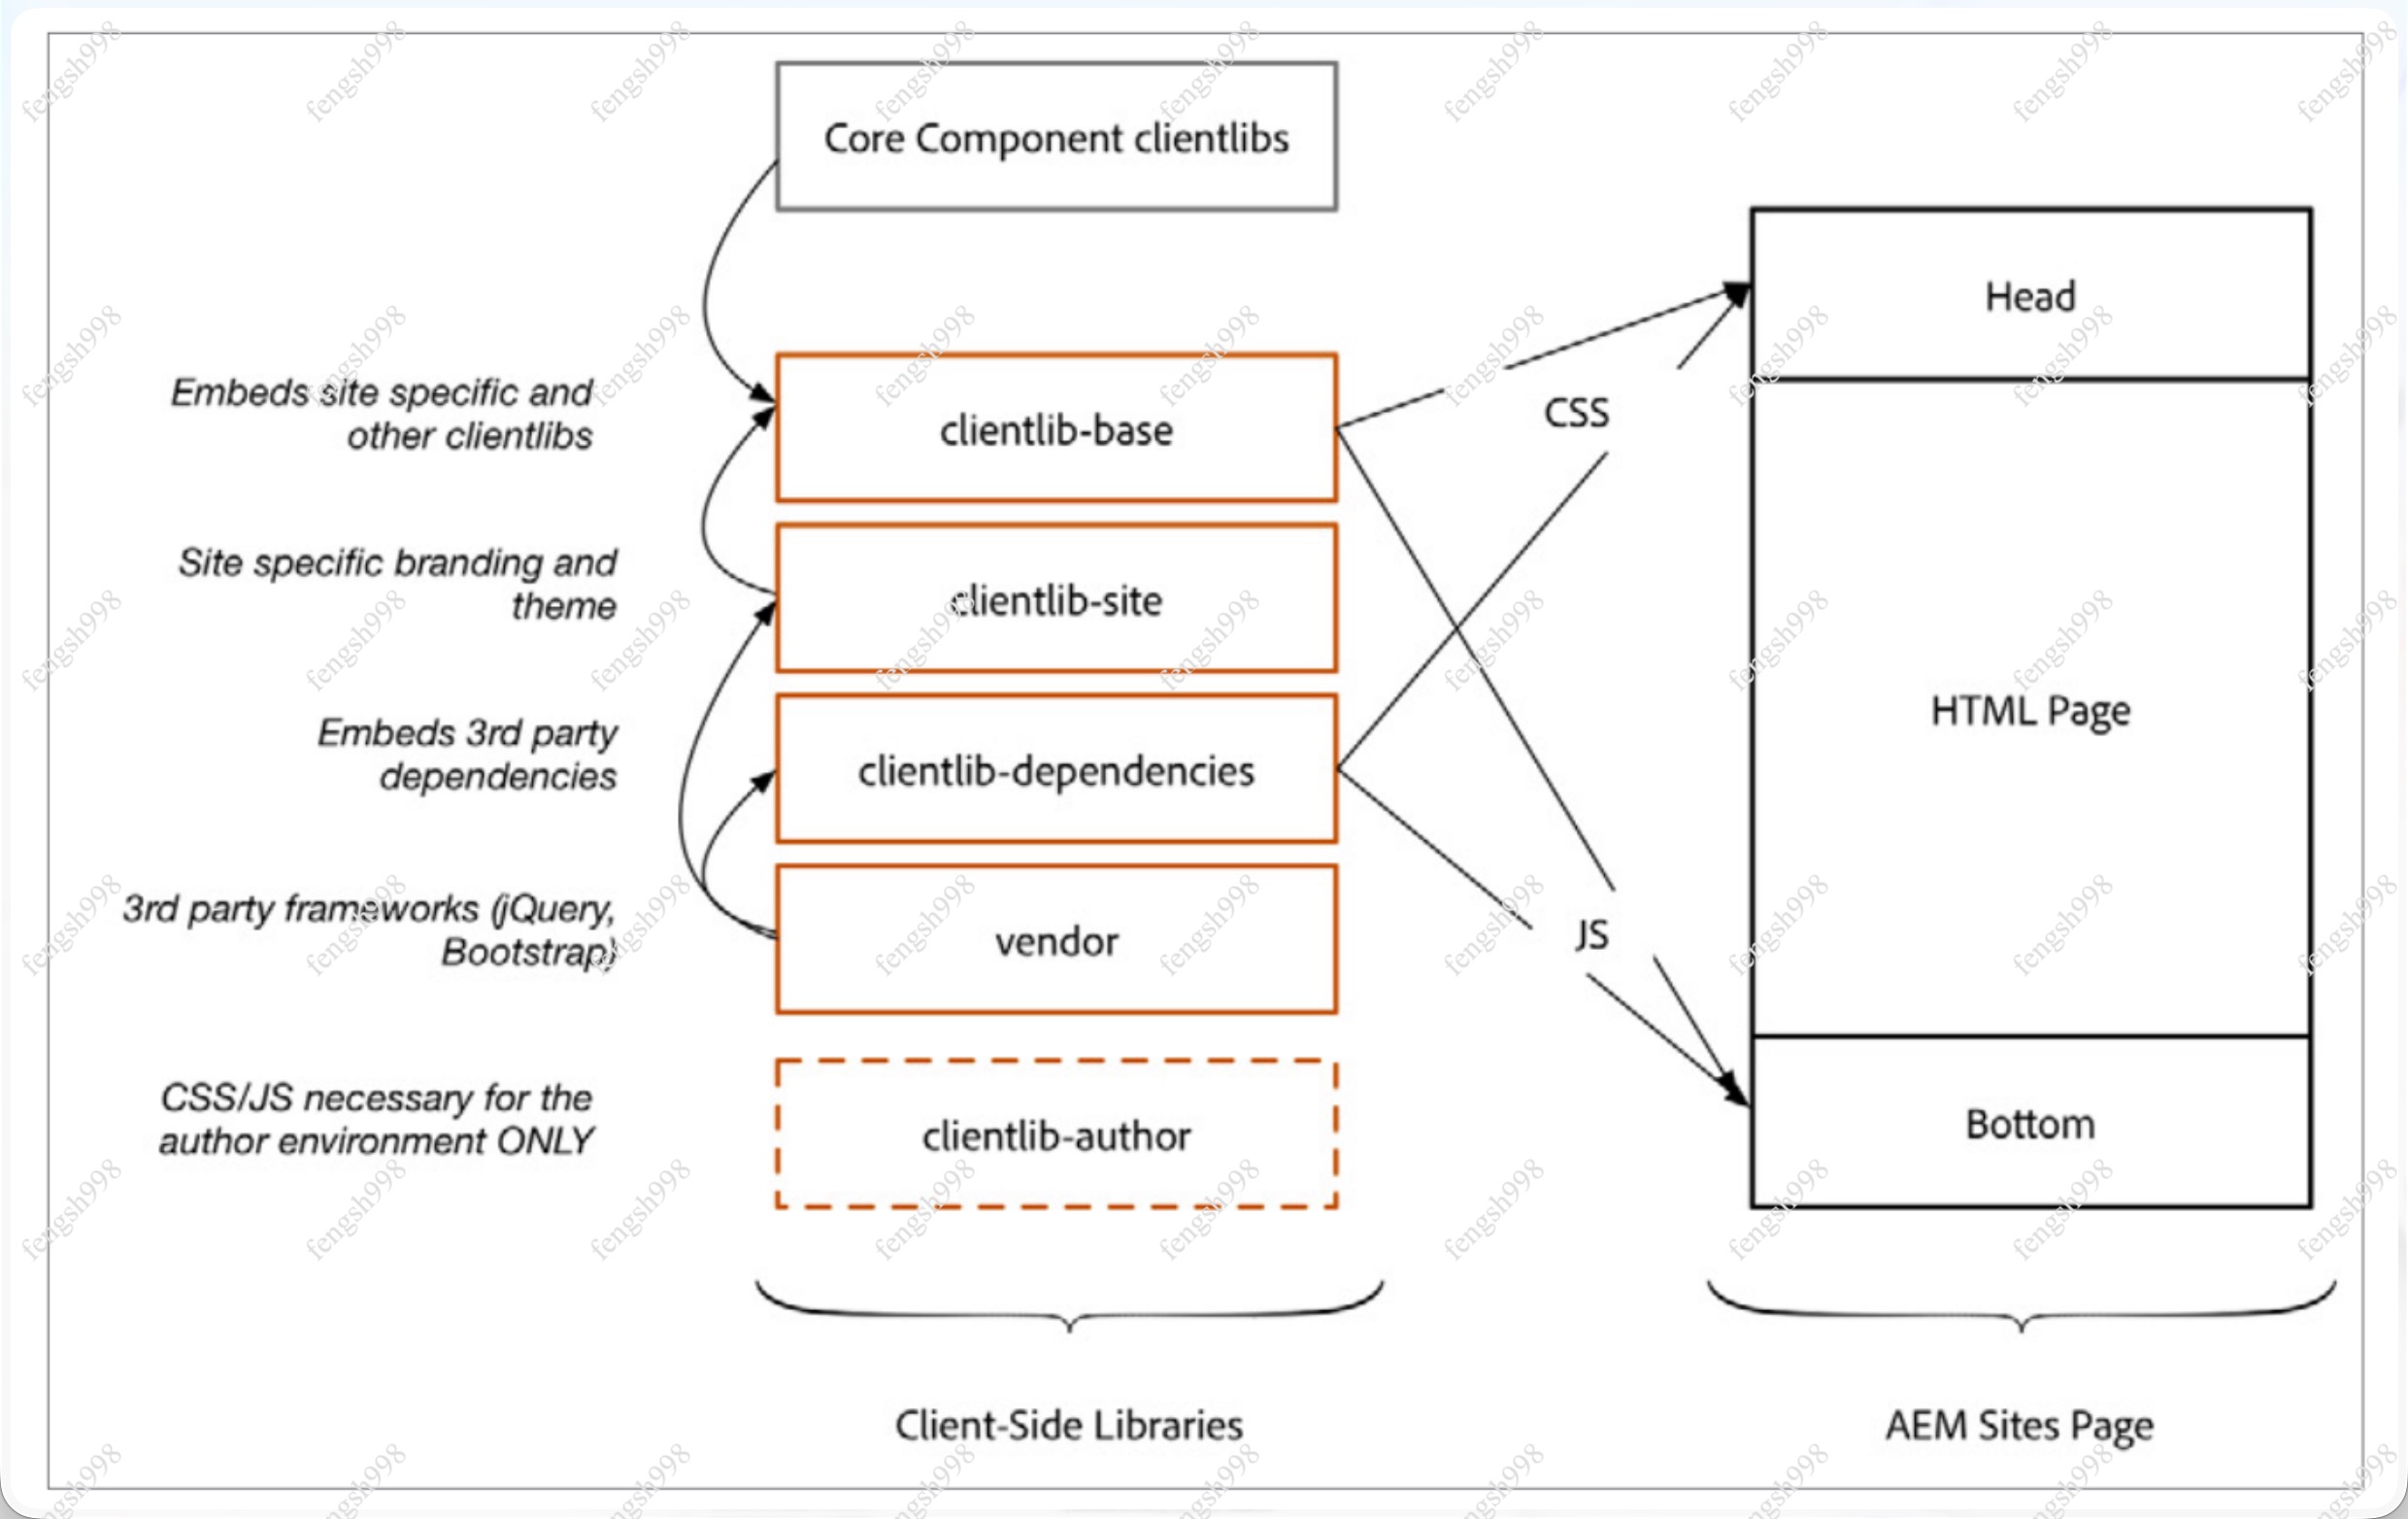 Core Component clientlibs
Embeds site specific and
other clientlibs
clientlib-base
Site specific branding and
theme
clientlib-site
Embeds 3rd party
dependencies
clientlib-dependencies
3rd party frameworks (jQuery,
Bootstrap)
vendor
CSS/JS necessary for the
author environment ONLY
clientlib-author
CSS
JS
Head
HTML Page
Bottom
Client-Side Libraries
AEM Sites Page
fengsh998